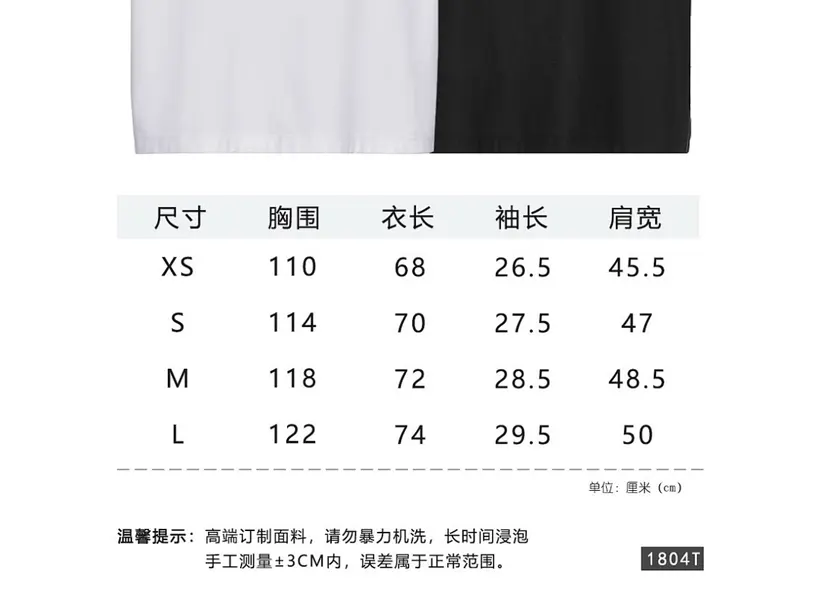 尺寸 胸围 衣长 袖长 肩宽
XS 110 68 26.5 45.5
S 114 70 27.5 47
M 118 72 28.5 48.5
L 122 74 29.5 50
单位：厘米（cm）
温馨提示：高端订制面料，请勿暴力机洗，长时间浸泡
手工测量±3CM内，误差属于正常范围。
1804T